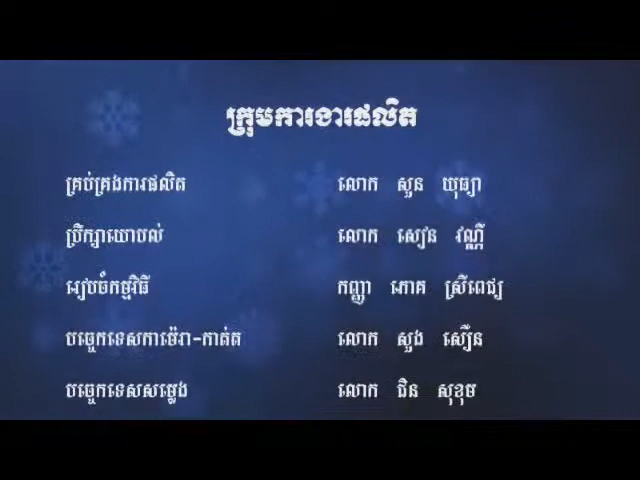 ក្រុមការងារផលិត
គ្រប់គ្រងការផលិត លោក សួន យុធ្យា
ប្រឹក្សាយោបល់ លោក សឿន វណ្ណី
រៀបចំកម្មវិធី កញ្ញា ភោគ ស្រីពេជ្យ
បច្ចេកទេសកាម៉េរា-កាត់ត លោក សួង សឿន
បច្ចេកទេសសម្លេង លោក ជិន សុខុម